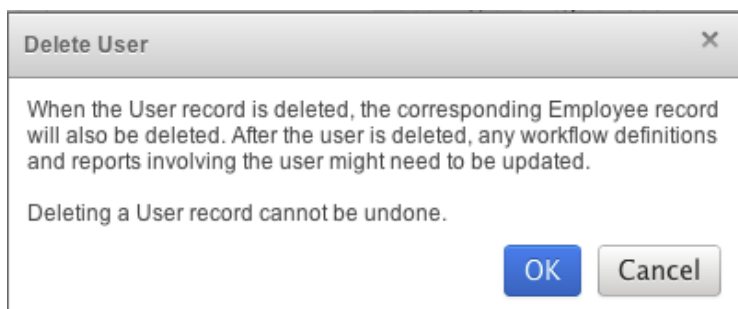 Delete User ×
When the User record is deleted, the corresponding Employee record
will also be deleted. After the user is deleted, any workflow definitions
and reports involving the user might need to be updated.
Deleting a User record cannot be undone.
OK Cancel